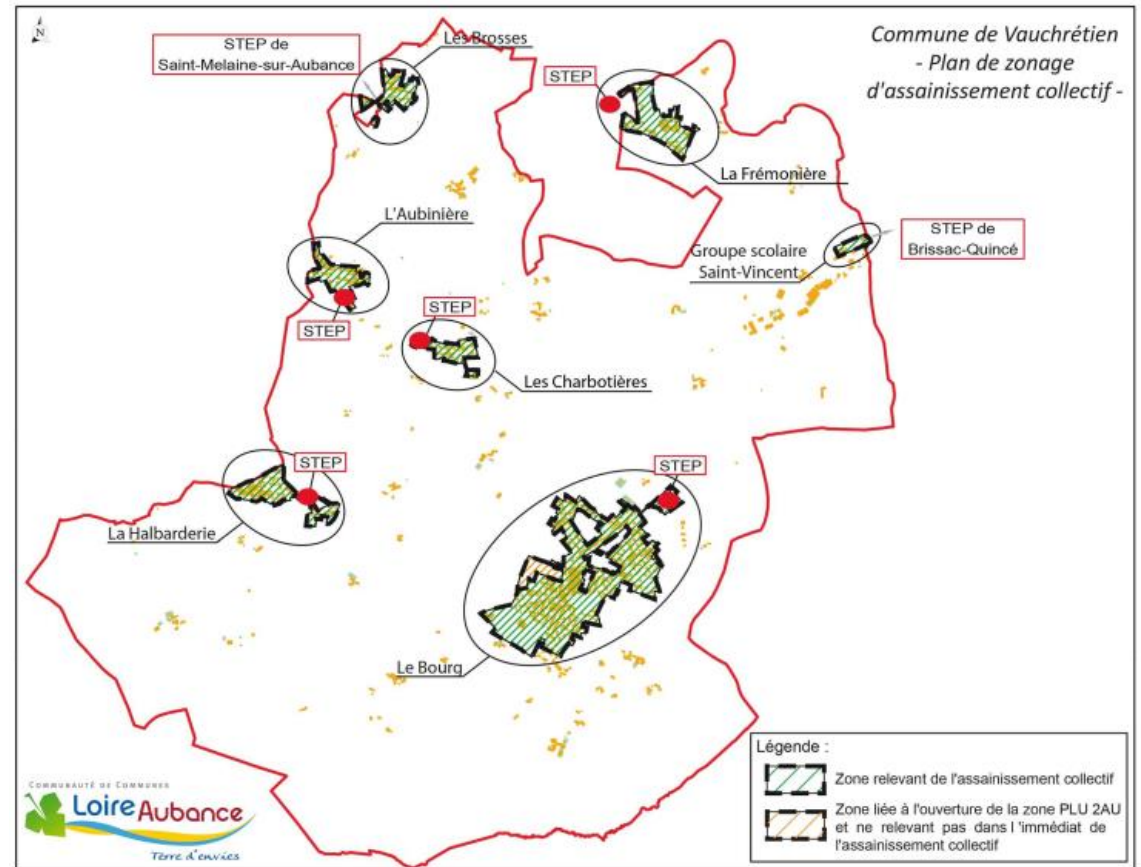 N
STEP de
Saint-Melaine-sur-Aubance
Les Brosses
Commune de Vauchrétien
- Plan de zonage
d'assainissement collectif -
STEP
La Frémonière
L'Aubinière
STEP de
Brissac-Quincé
Groupe scolaire
Saint-Vincent
STEP
STEP
Les Charbotières
STEP
STEP
La Halbarderie
Le Bourg
Légende :
Zone relevant de l'assainissement collectif
Zone liée à l'ouverture de la zone PLU 2AU
et ne relevant pas dans l 'immédiat de
l'assainissement collectif
COMMUNAUTÉ DE COMMUNES
Loire Aubance
Terre d'envies